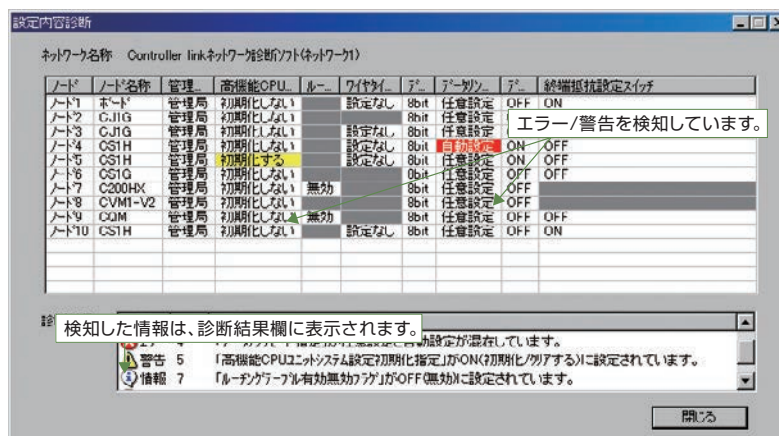 設定内容診断
ネットワーク名称 Controller linkネットワーク診断ソフト(ネットワーク1)
ノード ノード名称 管理... 高機能CPU... ルー... ワイヤタイ... デ... データリン... デ... 終端抵抗設定スイッチ
ノード1 ボード 管理局 初期化しない 設定なし 8bit 任意設定 OFF ON
ノード2 CJ1G 管理局 初期化しない 8bit 任意設定 OFF
ノード3 CJ1G 管理局 初期化しない 設定なし 8bit 任意設定 OFF
ノード4 CS1H 管理局 初期化しない 設定なし 8bit 自動設定 ON OFF
ノード5 CS1H 管理局 初期化する 設定なし 8bit 任意設定 ON OFF
ノード6 CS1G 管理局 初期化しない 8bit 任意設定 OFF OFF
ノード7 C200HX 管理局 初期化しない 無効 8bit 任意設定 OFF
ノード8 CVM1-V2 管理局 初期化しない 8bit 任意設定 OFF
ノード9 CQM 管理局 初期化しない 無効 8bit 任意設定 OFF OFF
ノード10 CS1H 管理局 初期化しない 設定なし 8bit 任意設定 OFF ON
エラー/警告を検知しています。
検知した情報は、診断結果欄に表示されます。
自動設定が混在しています。
警告 5 「高機能CPUユニットシステム設定初期化指定」がON(初期化/クリアする)に設定されています。
情報 7 「ルーチングテーブル有効無効フラグ」がOFF(無効)に設定されています。
閉じる